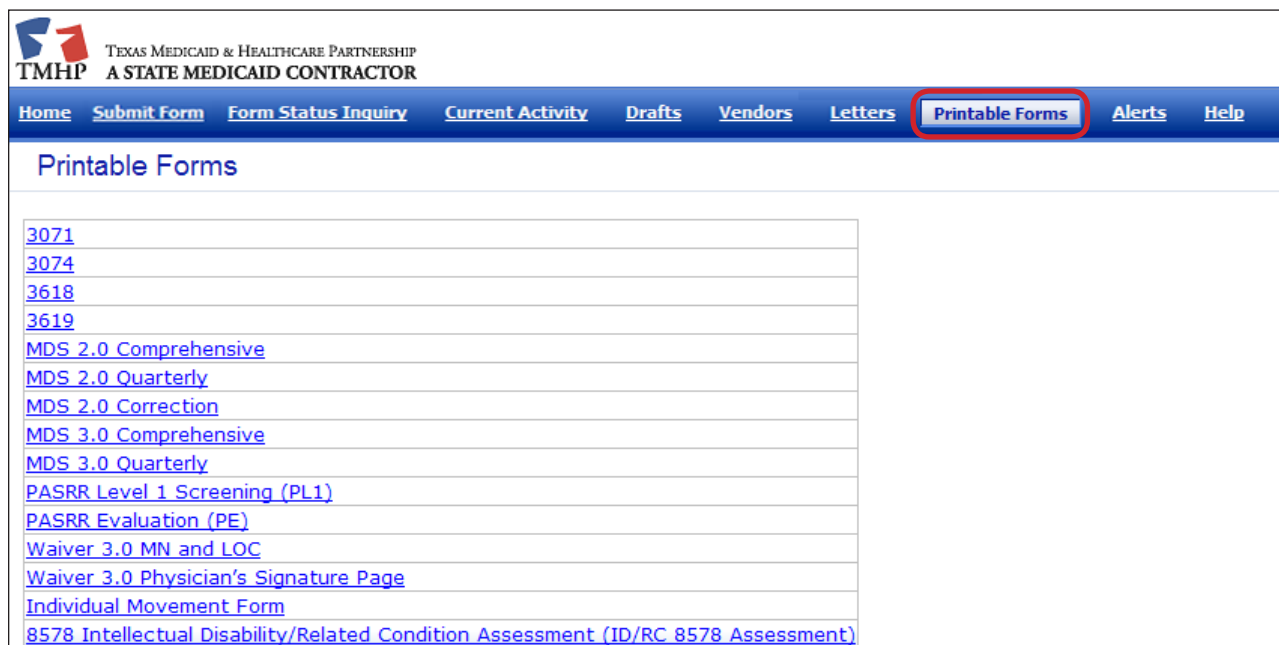 TEXAS MEDICAID & HEALTHCARE PARTNERSHIP
TMHP A STATE MEDICAID CONTRACTOR
Home Submit Form Form Status Inquiry Current Activity Drafts Vendors Letters Printable Forms Alerts Help
Printable Forms
3071
3074
3618
3619
MDS 2.0 Comprehensive
MDS 2.0 Quarterly
MDS 2.0 Correction
MDS 3.0 Comprehensive
MDS 3.0 Quarterly
PASRR Level 1 Screening (PL1)
PASRR Evaluation (PE)
Waiver 3.0 MN and LOC
Waiver 3.0 Physician’s Signature Page
Individual Movement Form
8578 Intellectual Disability/Related Condition Assessment (ID/RC 8578 Assessment)